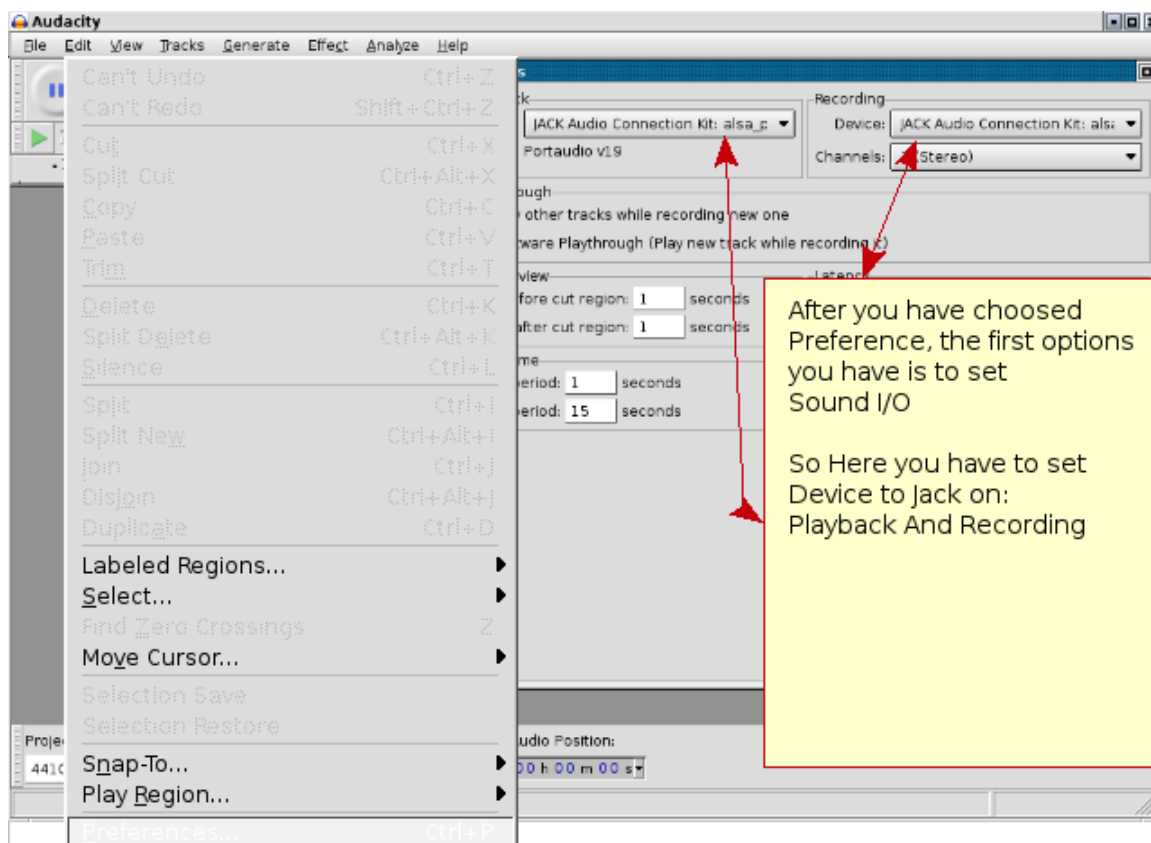 Audacity
File Edit View Tracks Generate Effect Analyze Help
Can't Undo Ctrl+Z
Can't Redo Shift+Ctrl+Z
Cut Ctrl+X
Split Cut Ctrl+Alt+X
Copy Ctrl+C
Paste Ctrl+V
Trim Ctrl+T
Delete Ctrl+K
Split Delete Ctrl+Alt+K
Silence Ctrl+L
Split Ctrl+I
Split New Ctrl+Alt+I
Join Ctrl+J
Disjoin Ctrl+Alt+J
Duplicate Ctrl+D
Labeled Regions...
Select...
Find Zero Crossings Z
Move Cursor...
Selection Save
Selection Restore
Snap-To...
Play Region...
Preferences... Ctrl+P
JACK Audio Connection Kit: alsa_p
Portaudio v19
Recording
Device: JACK Audio Connection Kit: als
Channels: (Stereo)
other tracks while recording new one
ware Playthrough (Play new track while recording it)
view
Latency
fore cut region: 1 seconds
after cut region: 1 seconds
me
period: 1 seconds
period: 15 seconds
After you have choosed
Preference, the first options
you have is to set
Sound I/O
So Here you have to set
Device to Jack on:
Playback And Recording
Proje
441
udio Position:
00 h 00 m 00 s